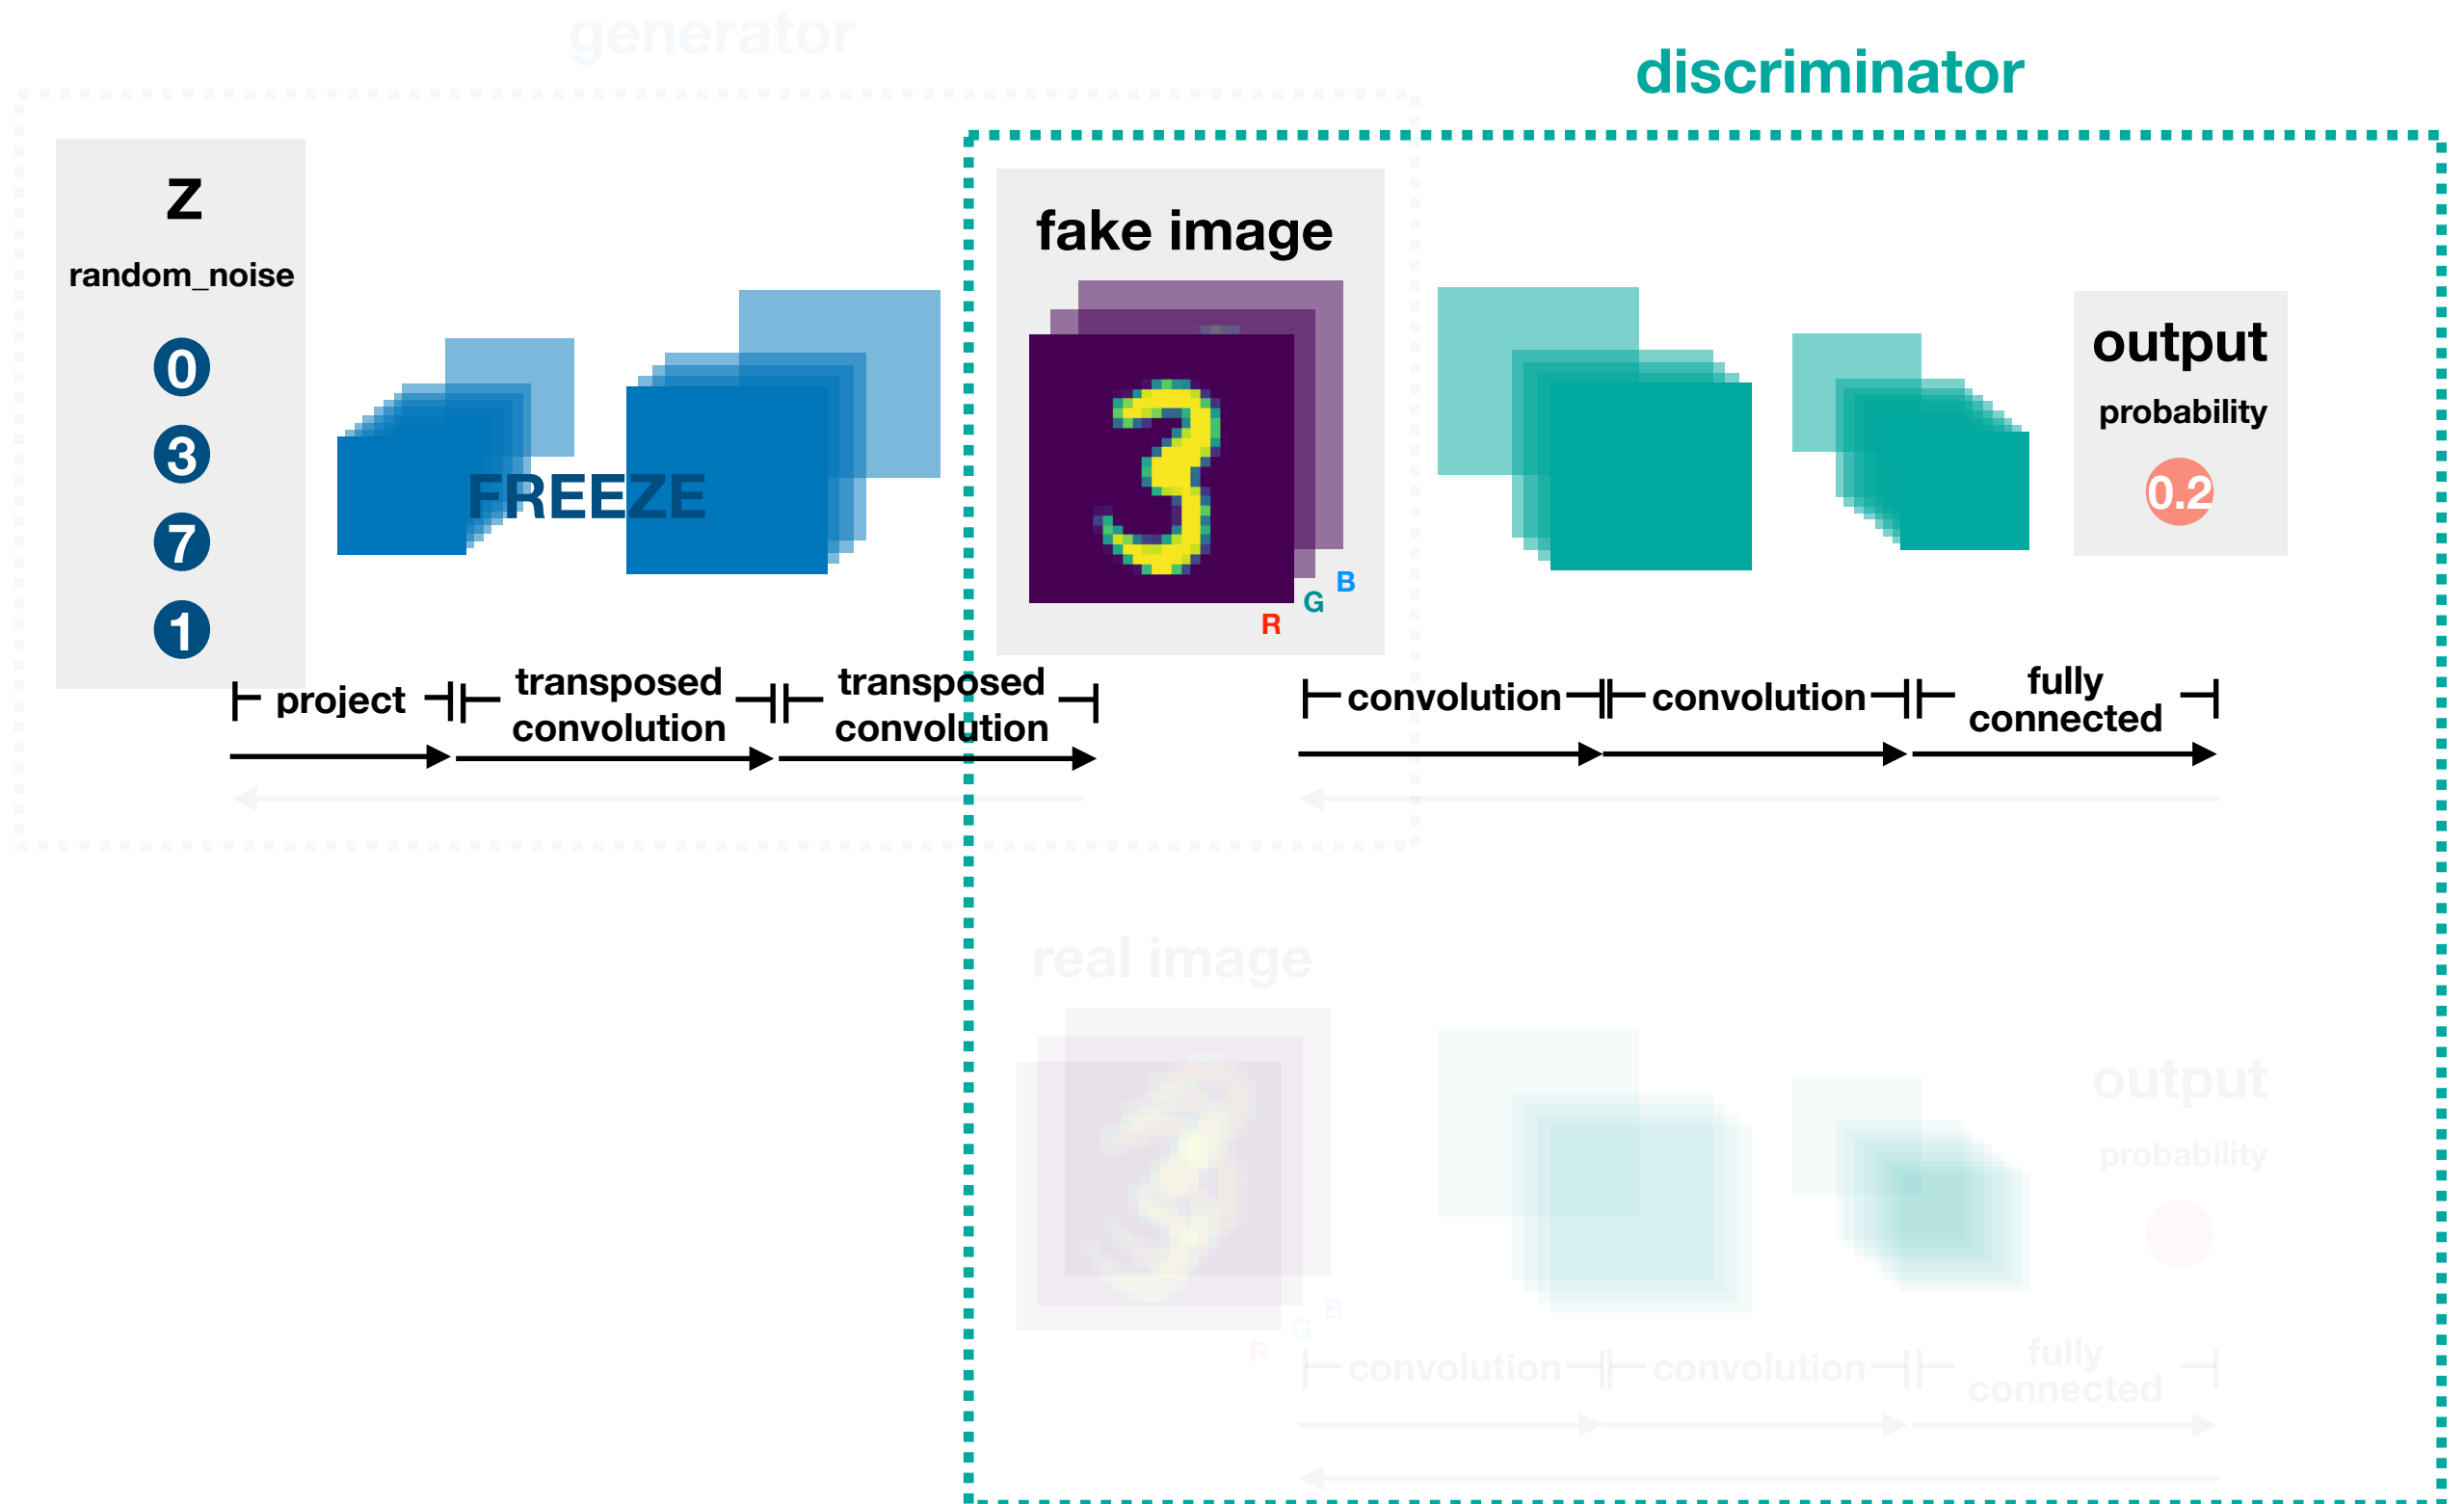 generator
discriminator
Z
random_noise
0
3
7
1
FREEZE
fake image
R
G
B
output
probability
0.2
project
transposed
convolution
transposed
convolution
convolution
convolution
fully
connected
real image
R
G
B
output
probability
convolution
convolution
fully
connected